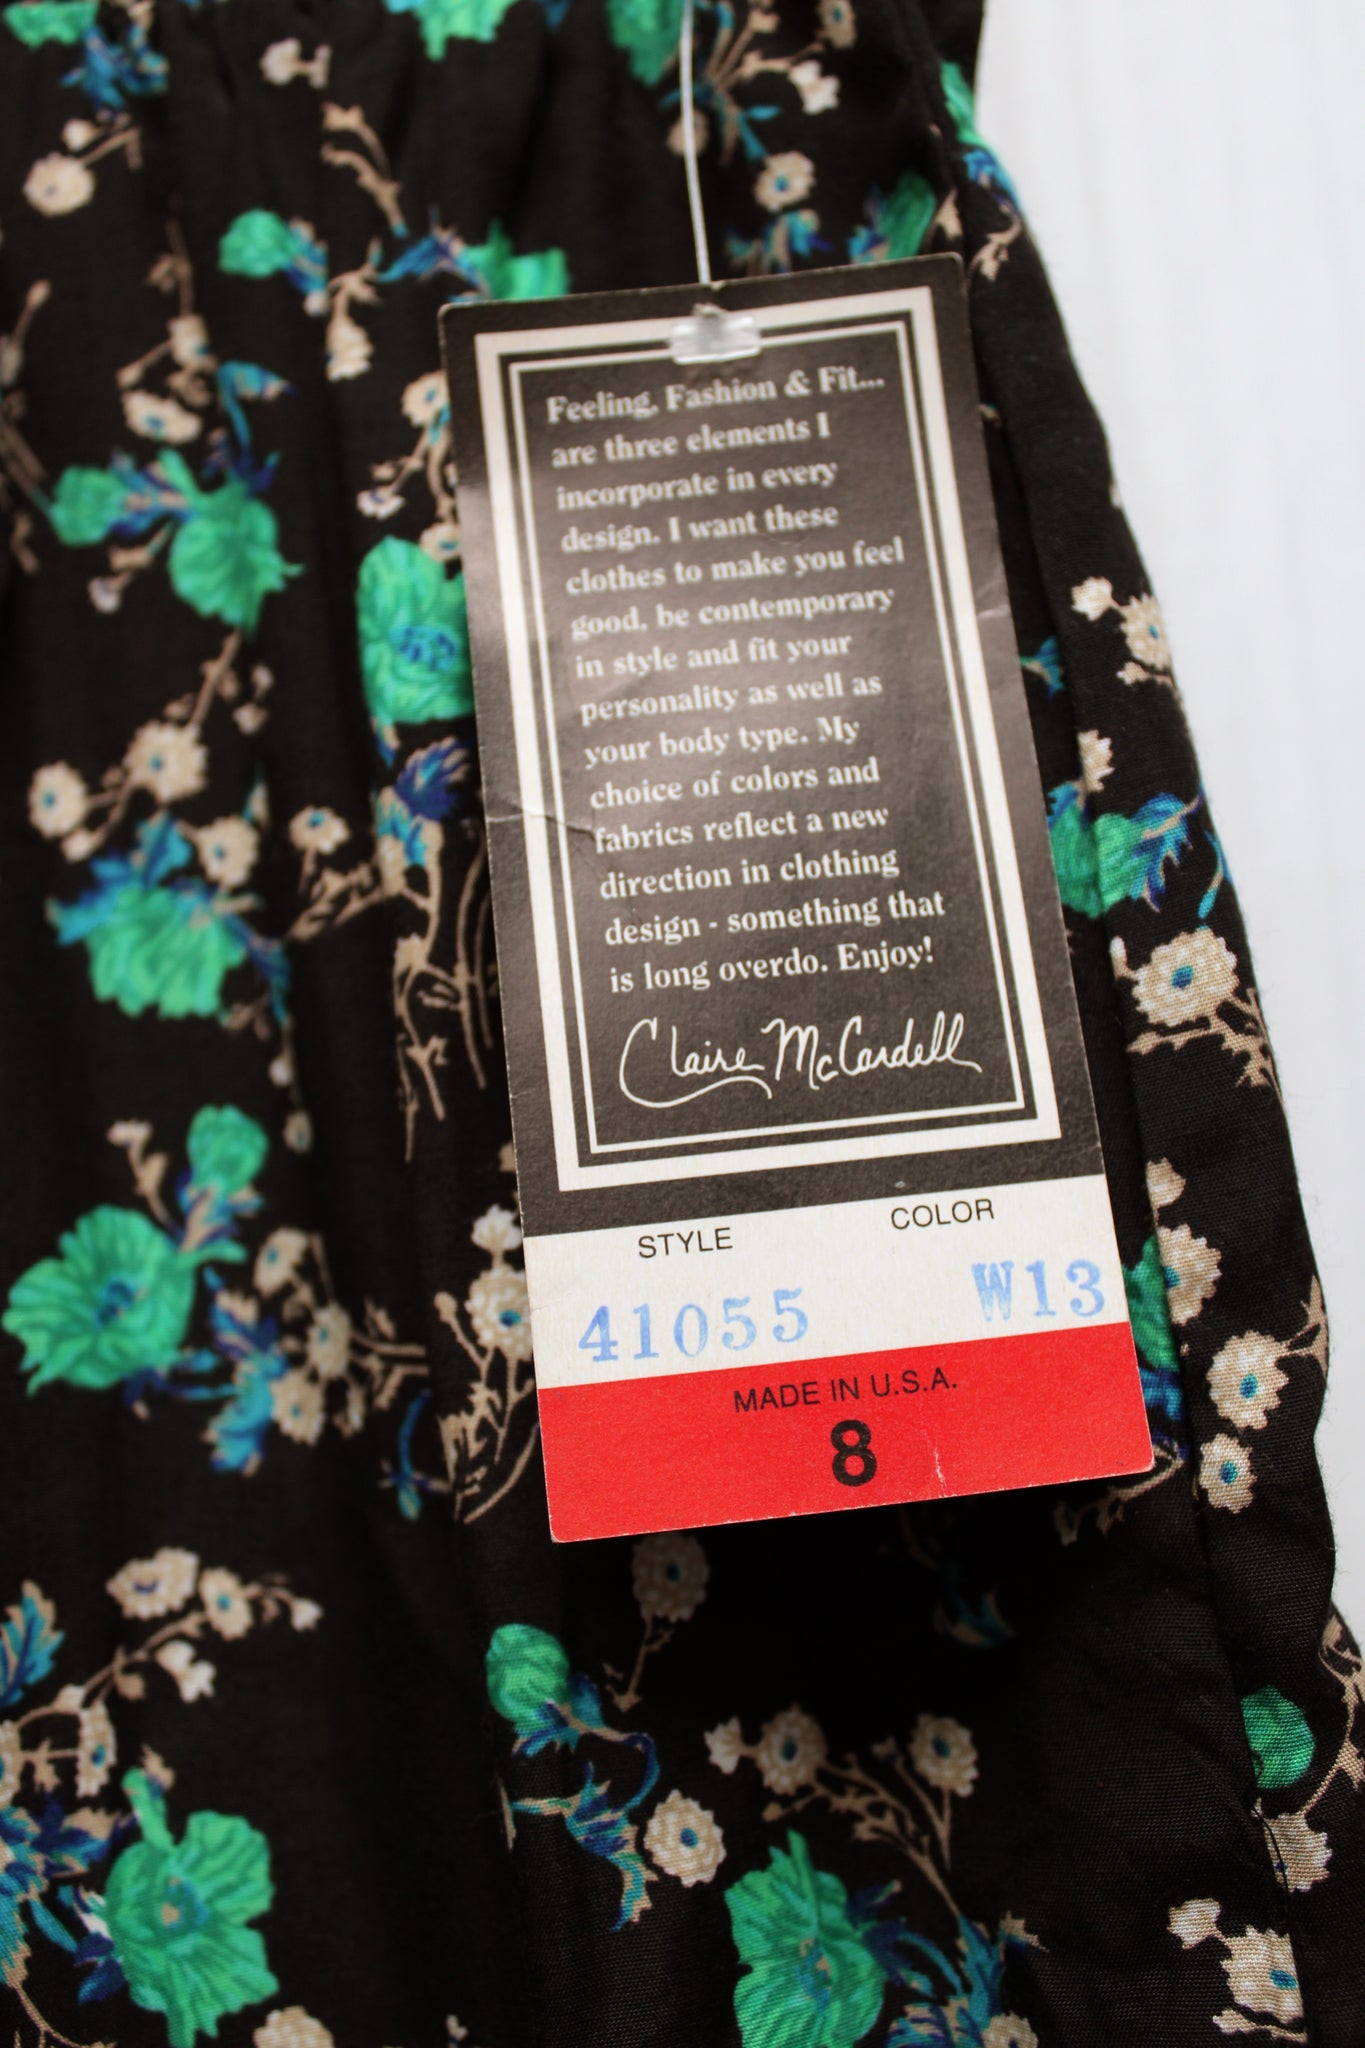 Feeling, Fashion & Fit...
are three elements I
incorporate in every
design. I want these
clothes to make you feel
good, be contemporary
in style and fit your
personality as well as
your body type. My
choice of colors and
fabrics reflect a new
direction in clothing
design - something that
is long overdo. Enjoy!
Claire McCardell
STYLE COLOR
41055 W13
MADE IN U.S.A.
8